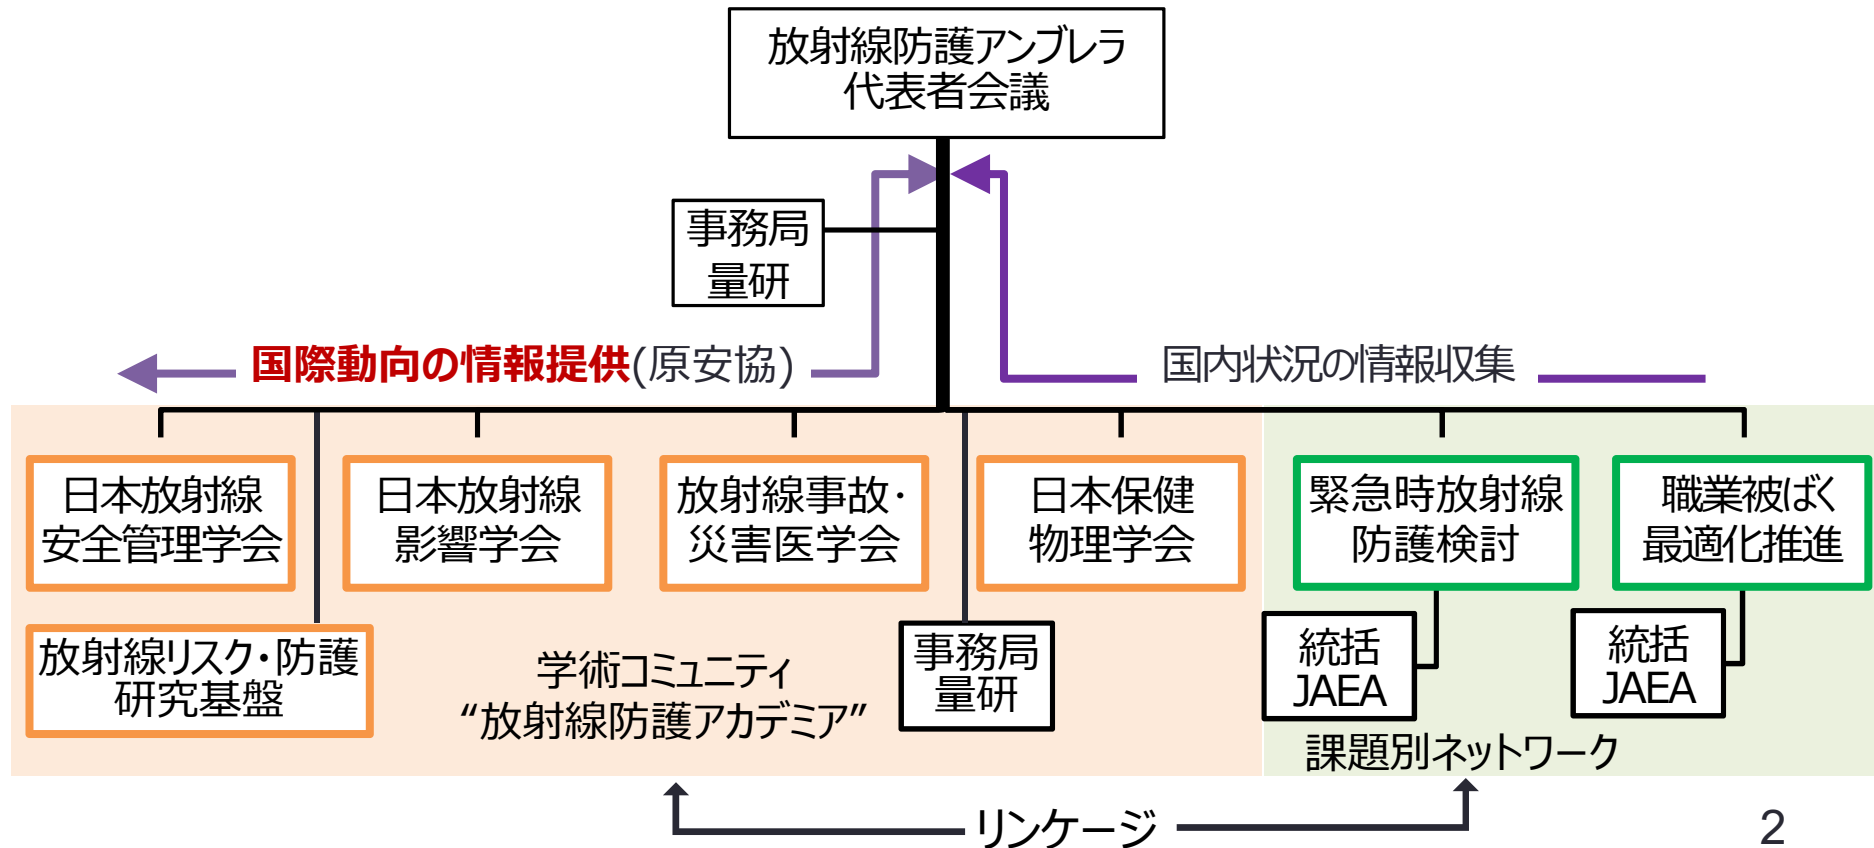 放射線防護アンブレラ
代表者会議
事務局
量研
国際動向の情報提供(原安協)
国内状況の情報収集
日本放射線
安全管理学会
日本放射線
影響学会
放射線事故・
災害医学会
日本保健
物理学会
緊急時放射線
防護検討
職業被ばく
最適化推進
放射線リスク・防護
研究基盤
学術コミュニティ
“放射線防護アカデミア”
事務局
量研
統括
JAEA
統括
JAEA
課題別ネットワーク
リンケージ
2